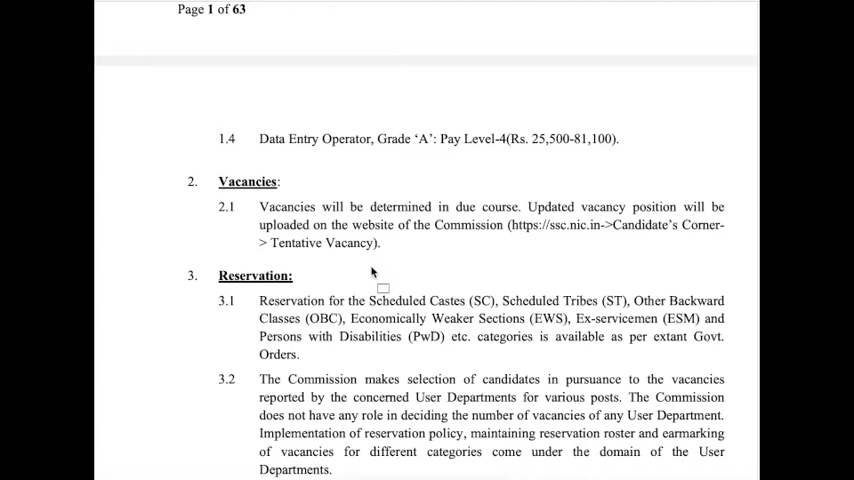 Page 1 of 63
1.4 Data Entry Operator, Grade ‘A’: Pay Level-4(Rs. 25,500-81,100).
2. Vacancies:
2.1 Vacancies will be determined in due course. Updated vacancy position will be
uploaded on the website of the Commission (https://ssc.nic.in->Candidate’s Corner-
> Tentative Vacancy).
3. Reservation:
3.1 Reservation for the Scheduled Castes (SC), Scheduled Tribes (ST), Other Backward
Classes (OBC), Economically Weaker Sections (EWS), Ex-servicemen (ESM) and
Persons with Disabilities (PwD) etc. categories is available as per extant Govt.
Orders.
3.2 The Commission makes selection of candidates in pursuance to the vacancies
reported by the concerned User Departments for various posts. The Commission
does not have any role in deciding the number of vacancies of any User Department.
Implementation of reservation policy, maintaining reservation roster and earmarking
of vacancies for different categories come under the domain of the User
Departments.